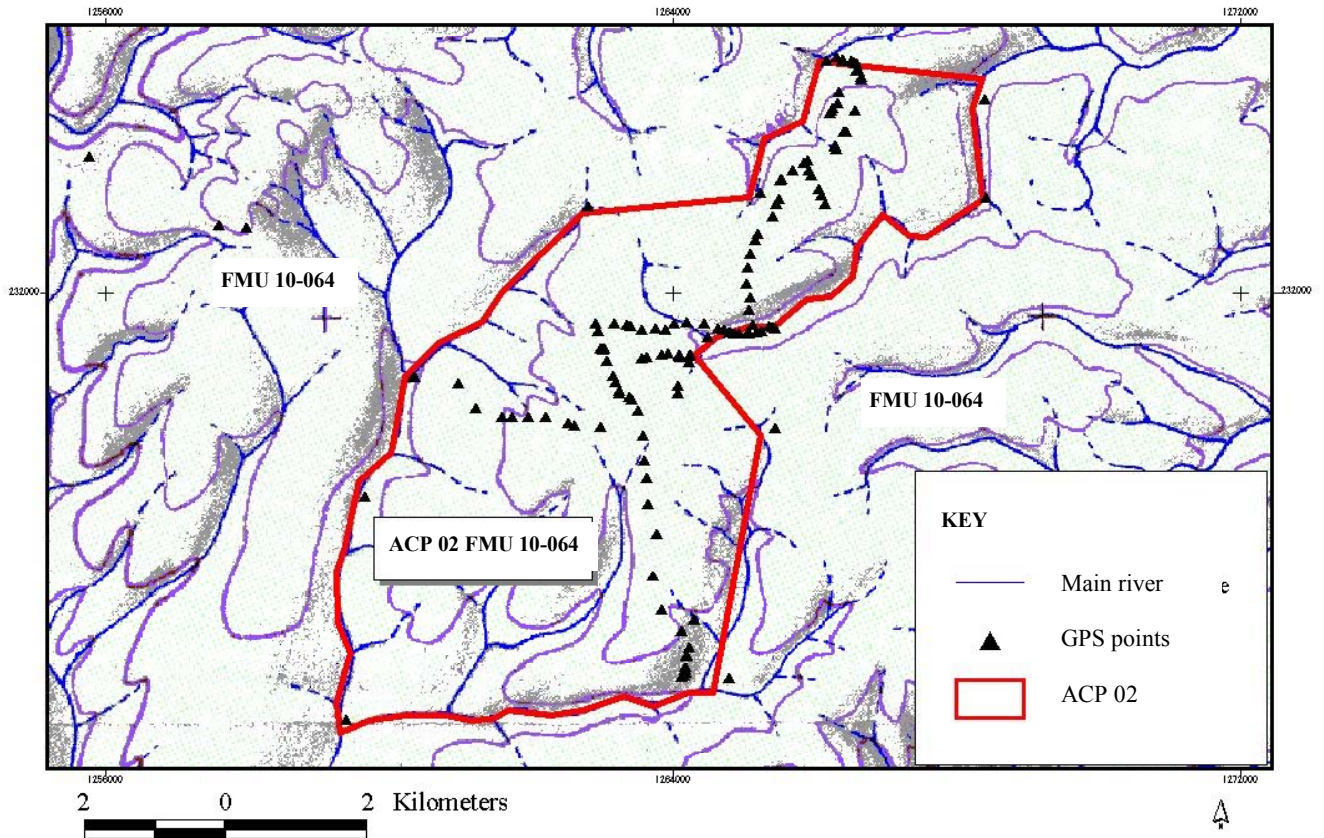 1256000 1264000 1272000
FMU 10-064
232000 232000
FMU 10-064
ACP 02 FMU 10-064
KEY
Main river e
GPS points
ACP 02
1256000 1264000 1272000
2 0 2 Kilometers